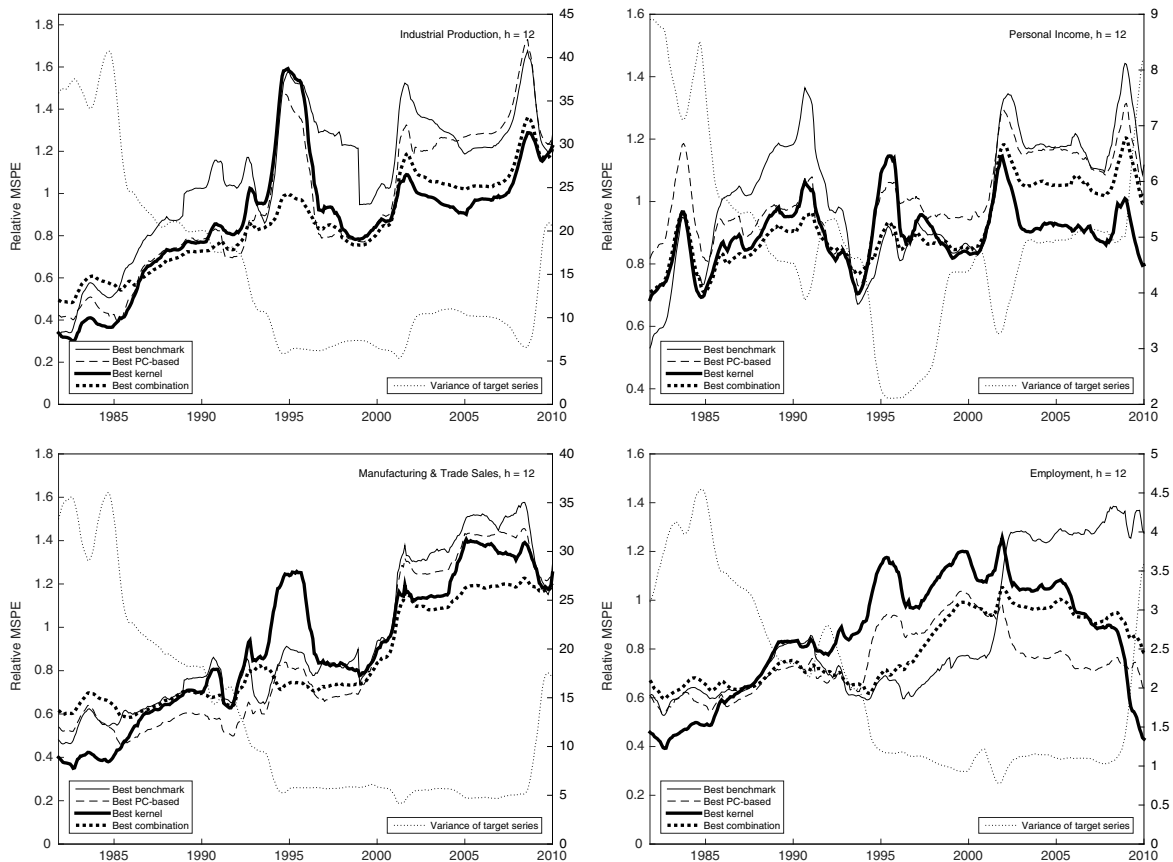 Industrial Production, h = 12
Relative MSPE
1.8
1.6
1.4
1.2
1
0.8
0.6
0.4
0.2
0
45
40
35
30
25
20
15
10
5
0
Best benchmark
Best PC-based
Best kernel
Best combination
Variance of target series
1985 1990 1995 2000 2005 2010
Personal Income, h = 12
Relative MSPE
1.6
1.4
1.2
1
0.8
0.6
0.4
9
8
7
6
5
4
3
2
Best benchmark
Best PC-based
Best kernel
Best combination
Variance of target series
1985 1990 1995 2000 2005 2010
Manufacturing & Trade Sales, h = 12
Relative MSPE
1.8
1.6
1.4
1.2
1
0.8
0.6
0.4
0.2
0
40
35
30
25
20
15
10
5
0
Best benchmark
Best PC-based
Best kernel
Best combination
Variance of target series
1985 1990 1995 2000 2005 2010
Employment, h = 12
Relative MSPE
1.6
1.4
1.2
1
0.8
0.6
0.4
0.2
0
5
4.5
4
3.5
3
2.5
2
1.5
1
0.5
0
Best benchmark
Best PC-based
Best kernel
Best combination
Variance of target series
1985 1990 1995 2000 2005 2010